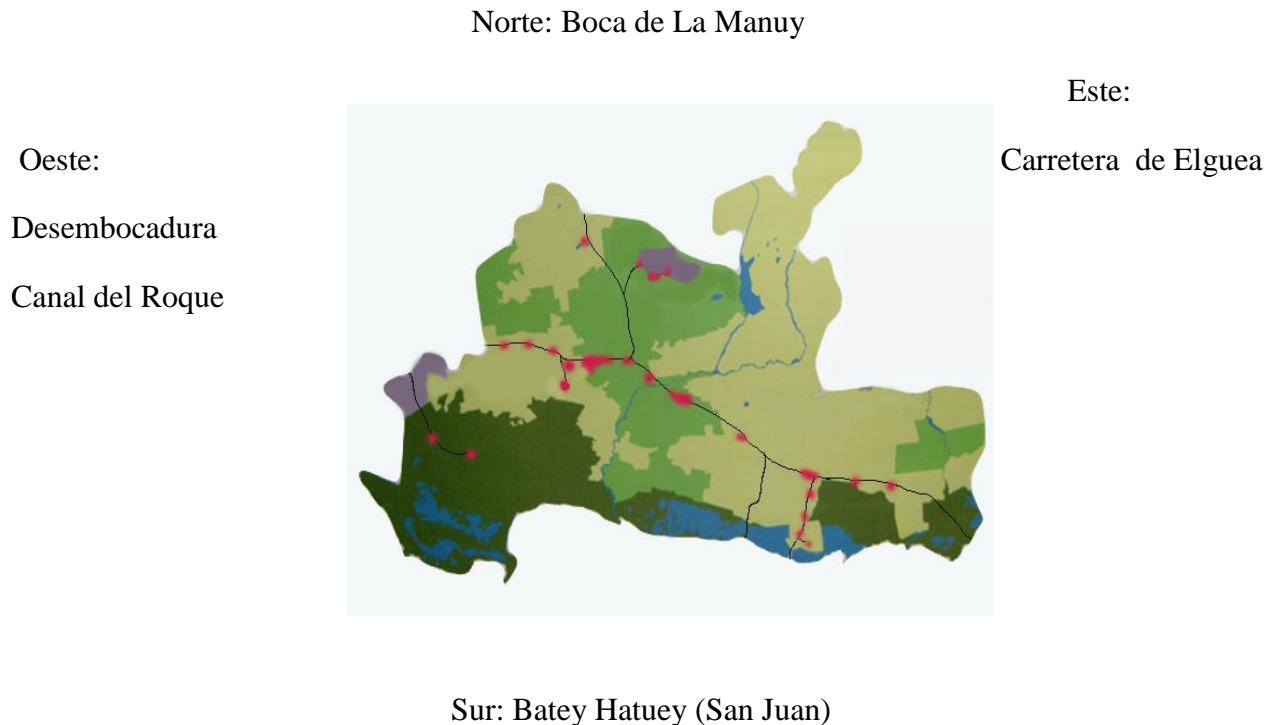 Norte: Boca de La Manuy
Este:
Carretera de Elguea
Oeste:
Desembocadura
Canal del Roque
Sur: Batey Hatuey (San Juan)